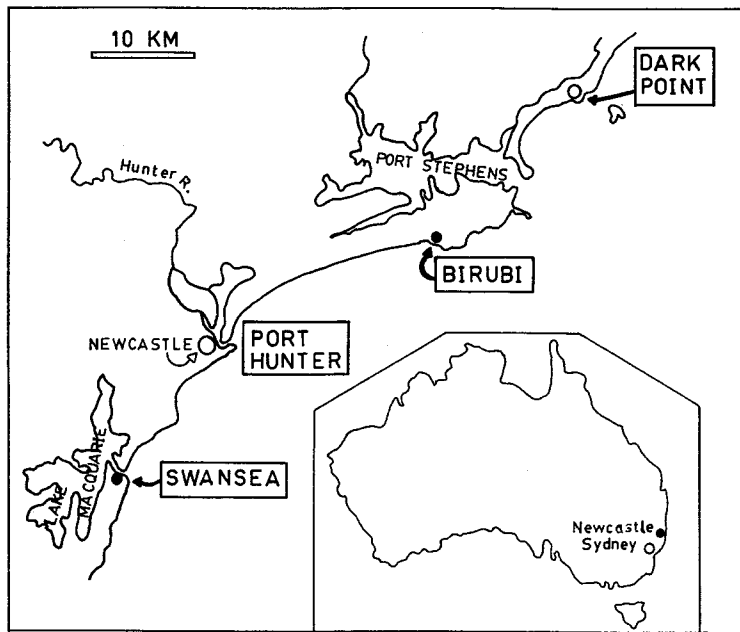 10 KM
DARK
POINT
Hunter R.
PORT STEPHENS
BIRUBI
NEWCASTLE
PORT
HUNTER
LAKE
MACQUARIE
SWANSEA
Newcastle
Sydney